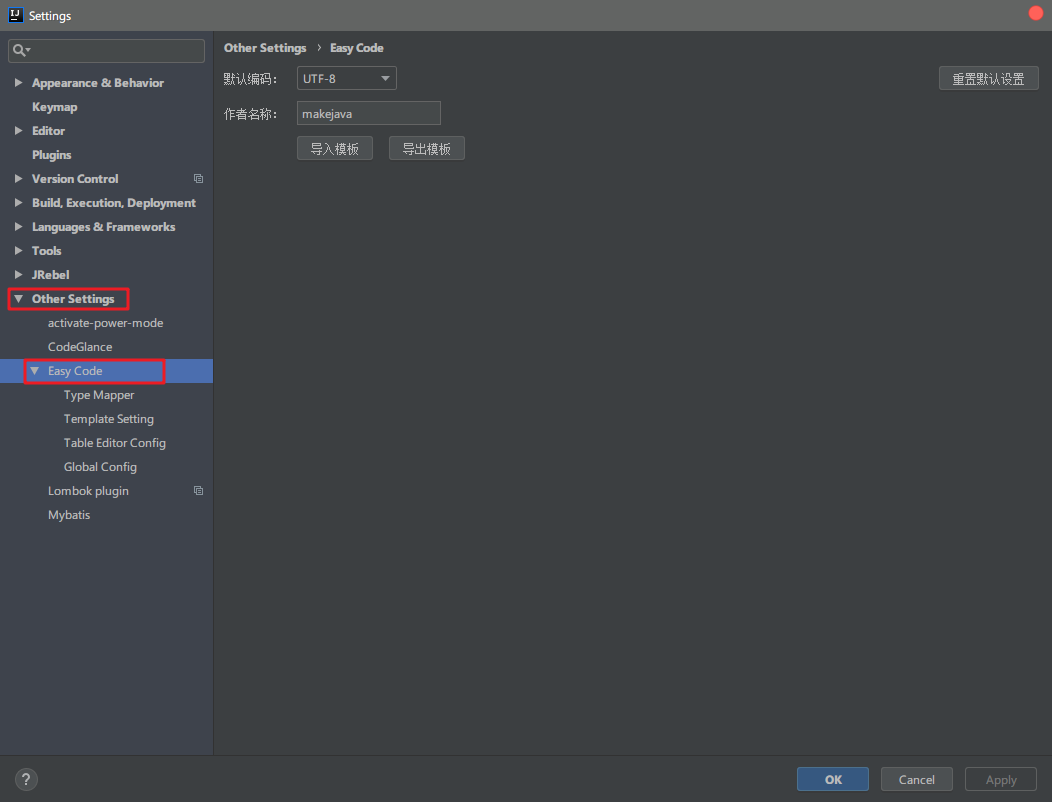 Settings
Appearance & Behavior
Keymap
Editor
Plugins
Version Control
Build, Execution, Deployment
Languages & Frameworks
Tools
JRebel
Other Settings
activate-power-mode
CodeGlance
Easy Code
Type Mapper
Template Setting
Table Editor Config
Global Config
Lombok plugin
Mybatis
Other Settings › Easy Code
默认编码： UTF-8 重置默认设置
作者名称： makejava
导入模板 导出模板
? OK Cancel Apply